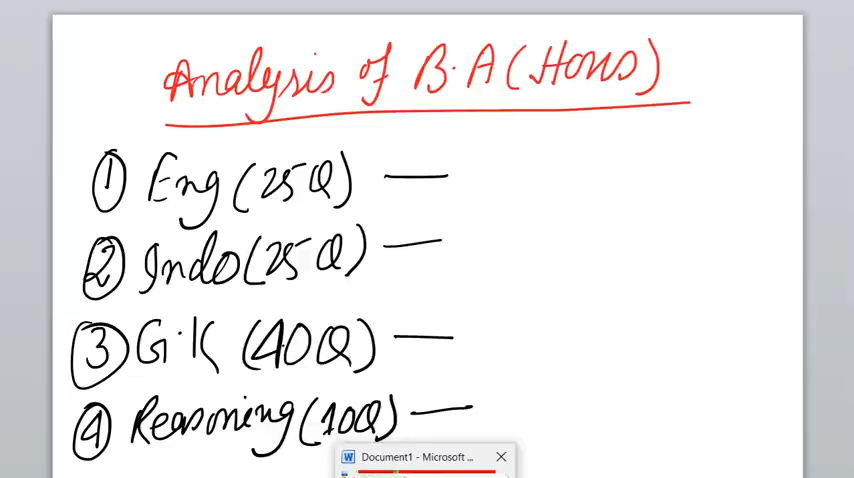 Analysis of B.A (Hons)
① Eng (25Q) —
② Indo (25Q) —
③ G.K (40Q) —
④ Reasoning (10Q) —
Document1 - Microsoft ...